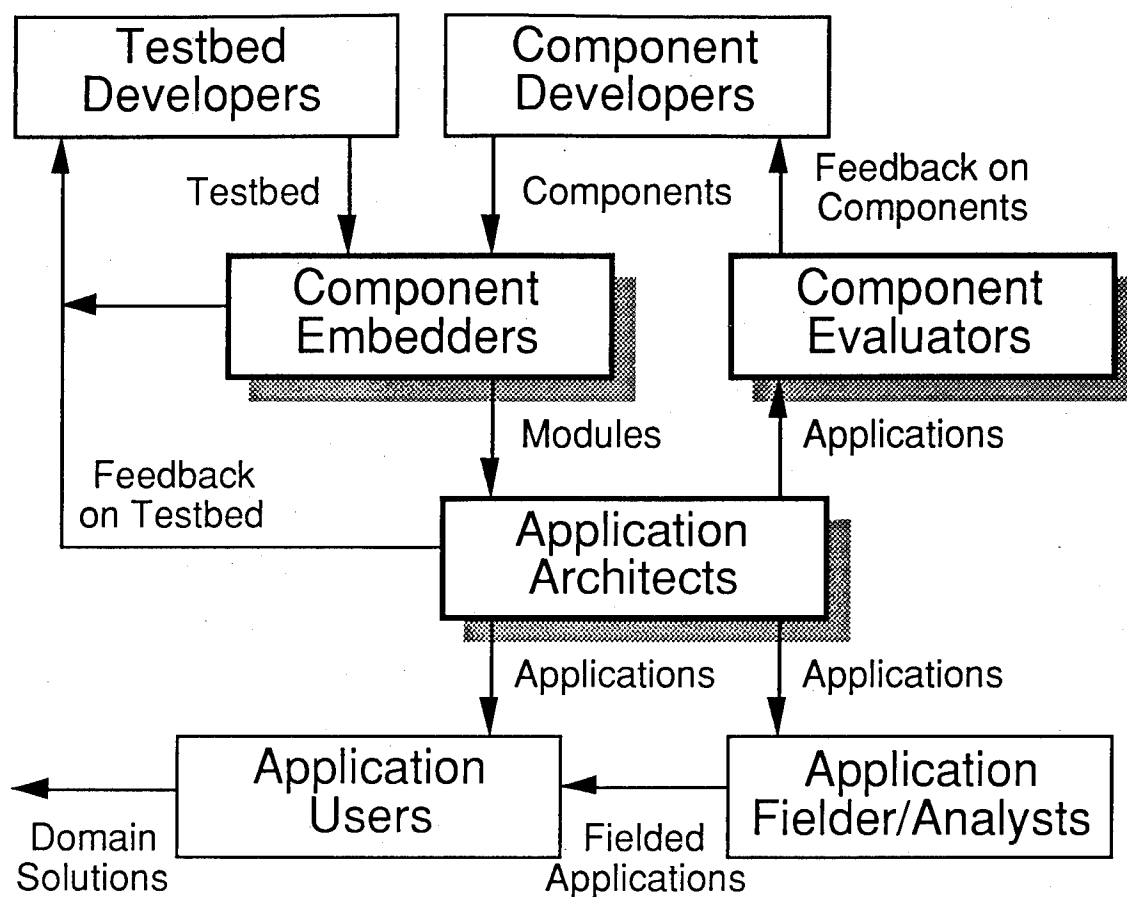 Testbed
Developers
Component
Developers
Testbed
Components
Feedback on
Components
Component
Embedders
Component
Evaluators
Modules
Applications
Feedback
on Testbed
Application
Architects
Applications
Applications
Application
Users
Application
Fielder/Analysts
Domain
Solutions
Fielded
Applications